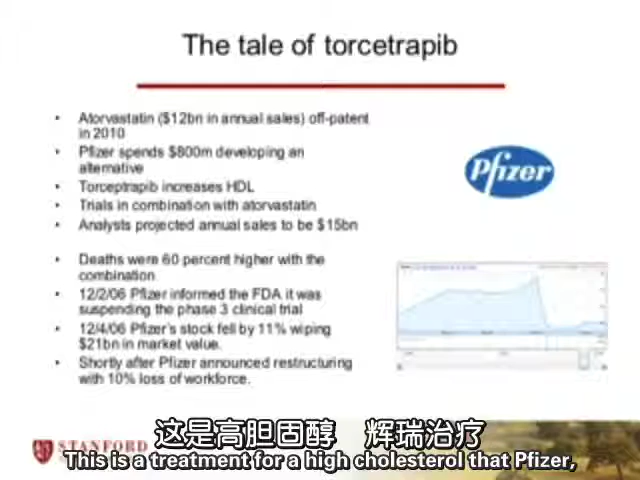 The tale of torcetrapib
• Atorvastatin ($12bn in annual sales) off-patent
in 2010
• Pfizer spends $800m developing an
alternative
• Torceptrapib increases HDL
• Trials in combination with atorvastatin
• Analysts projected annual sales to be $15bn
• Deaths were 60 percent higher with the
combination.
• 12/2/06 Pfizer informed the FDA it was
suspending the phase 3 clinical trial
• 12/4/06 Pfizer's stock fell by 11% wiping
$21bn in market value.
• Shortly after Pfizer announced restructuring
with 10% loss of workforce.
Pfizer
STANFORD
这是高胆固醇 辉瑞治疗
This is a treatment for a high cholesterol that Pfizer,